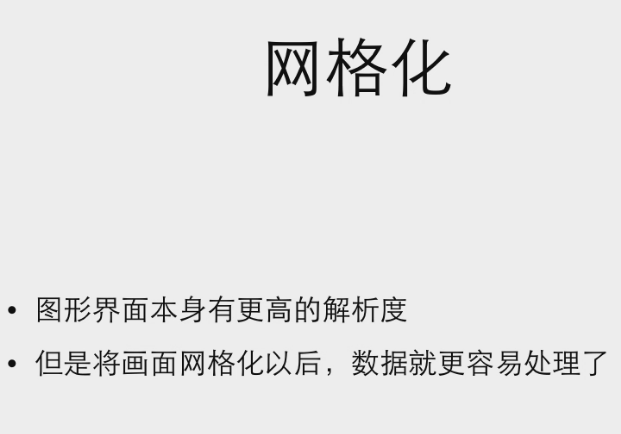 网格化
• 图形界面本身有更高的解析度
• 但是将画面网格化以后，数据就更容易处理了